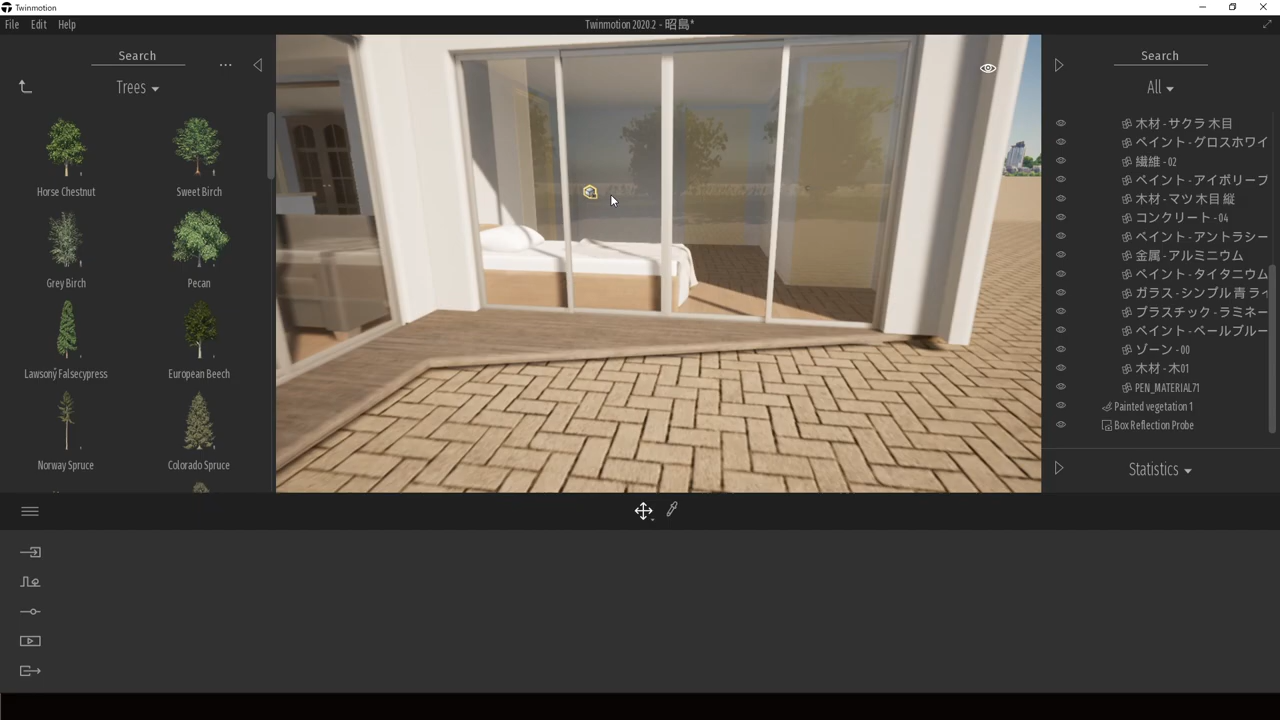 Twinmotion
File Edit Help
Twinmotion 2020.2 - 昭島*
Search
Trees
Horse Chestnut
Sweet Birch
Grey Birch
Pecan
Lawsony Falsecypress
European Beech
Norway Spruce
Colorado Spruce
Search
All
木材 - サクラ 木目
ペイント - グロスホワイ
繊維 - 02
ペイント - アイボリーブ
木材 - マツ 木目 縦
コンクリート - 04
ペイント - アントラシー
金属 - アルミニウム
ペイント - タイタニウム
ガラス - シンプル 青 ライ
プラスチック - ラミネー
ペイント - ペールブルー
ゾーン - 00
木材 - 木01
PEN_MATERIAL71
Painted vegetation 1
Box Reflection Probe
Statistics